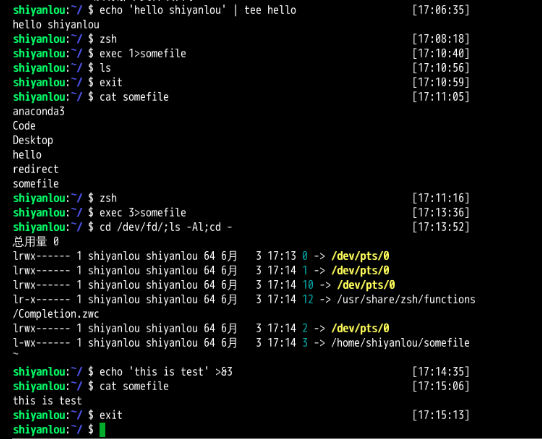 shiyanlou:~/ $ echo 'hello shiyanlou' | tee hello [17:06:35]
hello shiyanlou
shiyanlou:~/ $ zsh [17:08:18]
shiyanlou:~/ $ exec 1>somefile [17:10:40]
shiyanlou:~/ $ ls [17:10:56]
shiyanlou:~/ $ exit [17:10:59]
shiyanlou:~/ $ cat somefile [17:11:05]
anaconda3
Code
Desktop
hello
redirect
somefile
shiyanlou:~/ $ zsh [17:11:16]
shiyanlou:~/ $ exec 3>somefile [17:13:36]
shiyanlou:~/ $ cd /dev/fd/;ls -Al;cd - [17:13:52]
总用量 0
lrwx------ 1 shiyanlou shiyanlou 64 6月 3 17:13 0 -> /dev/pts/0
lrwx------ 1 shiyanlou shiyanlou 64 6月 3 17:14 1 -> /dev/pts/0
lrwx------ 1 shiyanlou shiyanlou 64 6月 3 17:14 10 -> /dev/pts/0
lr-x------ 1 shiyanlou shiyanlou 64 6月 3 17:14 12 -> /usr/share/zsh/functions
/Completion.zwc
lrwx------ 1 shiyanlou shiyanlou 64 6月 3 17:14 2 -> /dev/pts/0
l-wx------ 1 shiyanlou shiyanlou 64 6月 3 17:14 3 -> /home/shiyanlou/somefile
~
shiyanlou:~/ $ echo 'this is test' >&3 [17:14:35]
shiyanlou:~/ $ cat somefile [17:15:06]
this is test
shiyanlou:~/ $ exit [17:15:13]
shiyanlou:~/ $